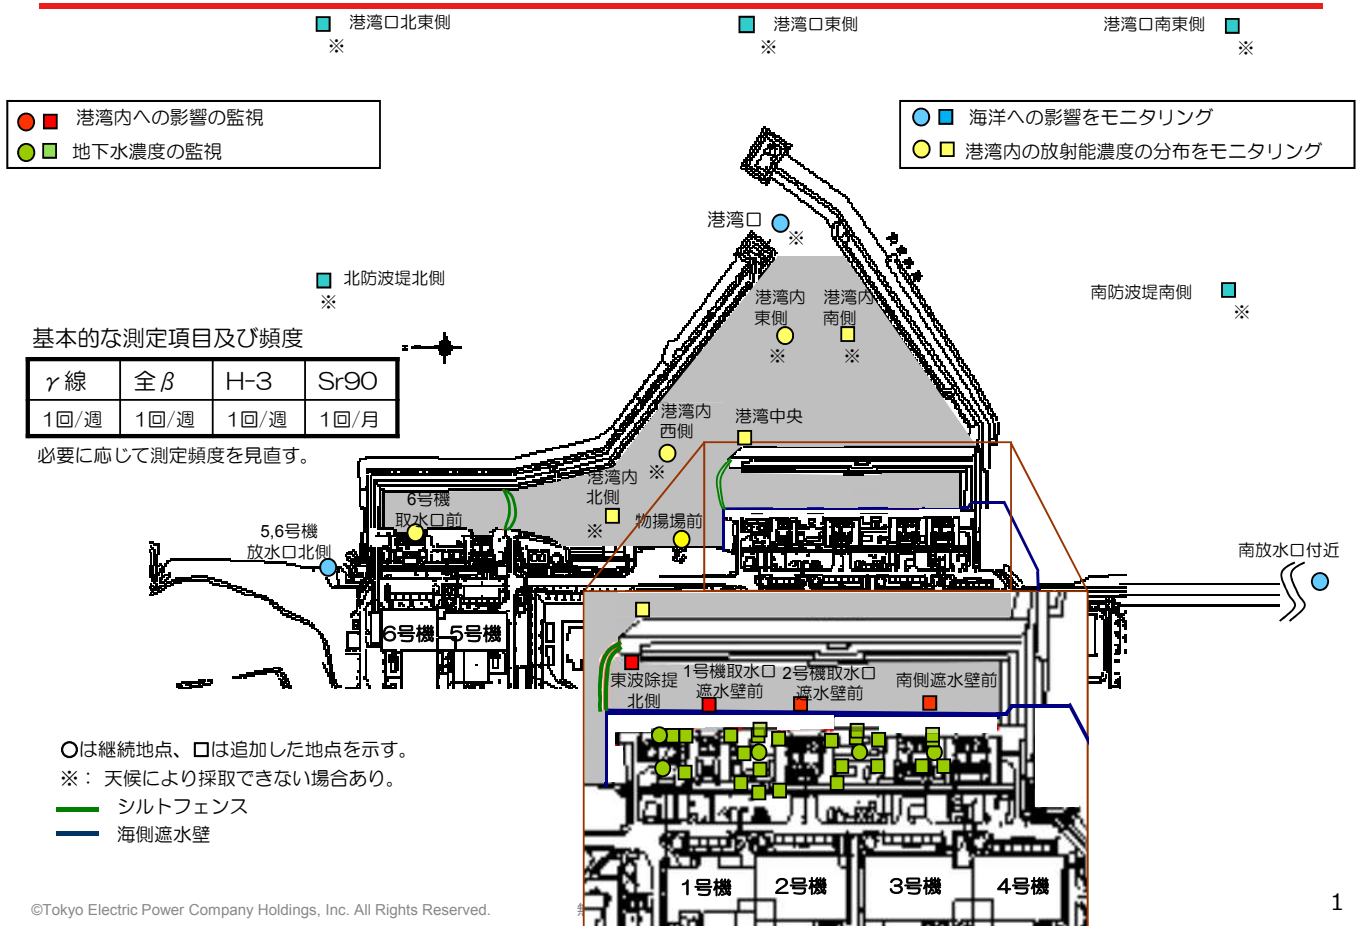 港湾口北東側
※
港湾口東側
※
港湾口南東側
※
港湾内への影響の監視
地下水濃度の監視
海洋への影響をモニタリング
港湾内の放射能濃度の分布をモニタリング
港湾口
※
北防波堤北側
※
南防波堤南側
※
港湾内
東側
※
港湾内
南側
※
基本的な測定項目及び頻度
γ線 全β H-3 Sr90
1回/週 1回/週 1回/週 1回/月
必要に応じて測定頻度を見直す。
港湾内
西側
※
港湾中央
港湾内
北側
※
6号機
取水口前
物揚場前
5,6号機
放水口北側
南放水口付近
6号機 5号機
東波除堤
北側
1号機取水口
遮水壁前
2号機取水口
遮水壁前
南側遮水壁前
○は継続地点、□は追加した地点を示す。
※： 天候により採取できない場合あり。
シルトフェンス
海側遮水壁
1号機 2号機 3号機 4号機
©Tokyo Electric Power Company Holdings, Inc. All Rights Reserved.
1